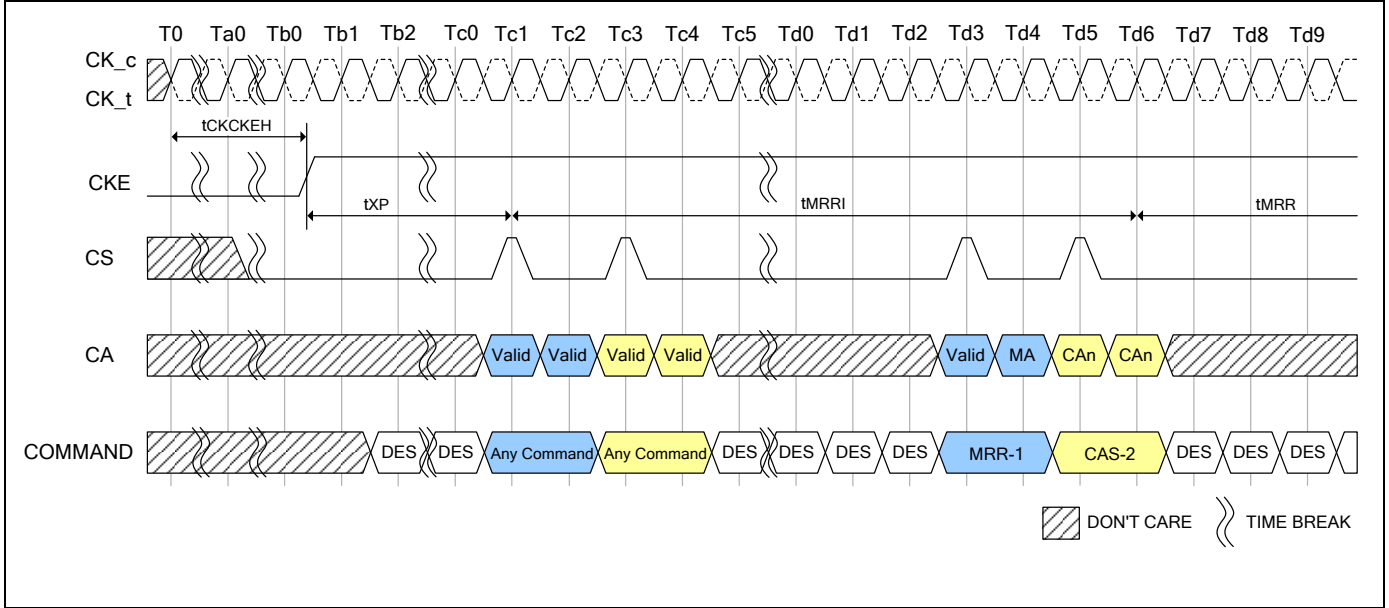 T0 Ta0 Tb0 Tb1 Tb2 Tc0 Tc1 Tc2 Tc3 Tc4 Tc5 Td0 Td1 Td2 Td3 Td4 Td5 Td6 Td7 Td8 Td9
CK_c
CK_t
tCKCKEH
CKE
tXP tMRRI tMRR
CS
CA Valid Valid Valid Valid Valid MA CAn CAn
COMMAND DES DES Any Command Any Command DES DES DES DES MRR-1 CAS-2 DES DES DES
DON'T CARE TIME BREAK